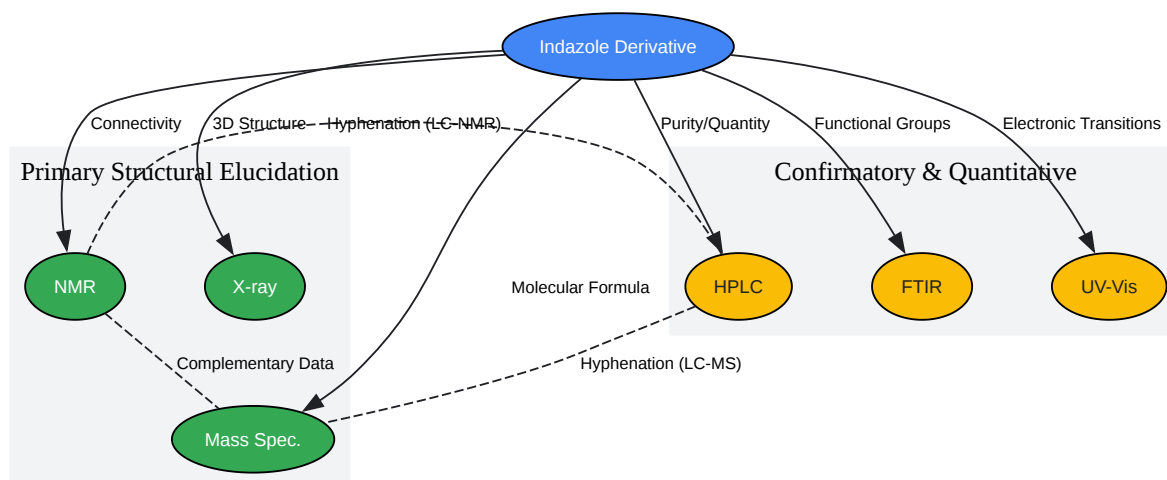 Indazole Derivative
Connectivity
3D Structure
Hyphenation (LC-NMR)
Purity/Quantity
Functional Groups
Electronic Transitions
Primary Structural Elucidation
Confirmatory & Quantitative
NMR
X-ray
Molecular Formula
HPLC
FTIR
UV-Vis
Complementary Data
Hyphenation (LC-MS)
Mass Spec.